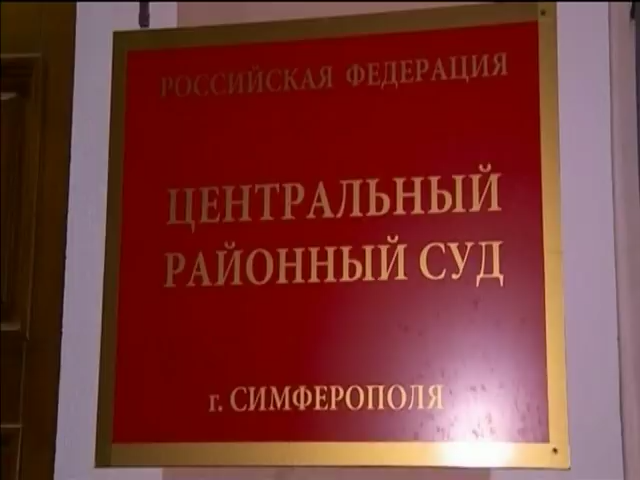 РОССИЙСКАЯ ФЕДЕРАЦИЯ
ЦЕНТРАЛЬНЫЙ
РАЙОННЫЙ СУД
г. СИМФЕРОПОЛЯ